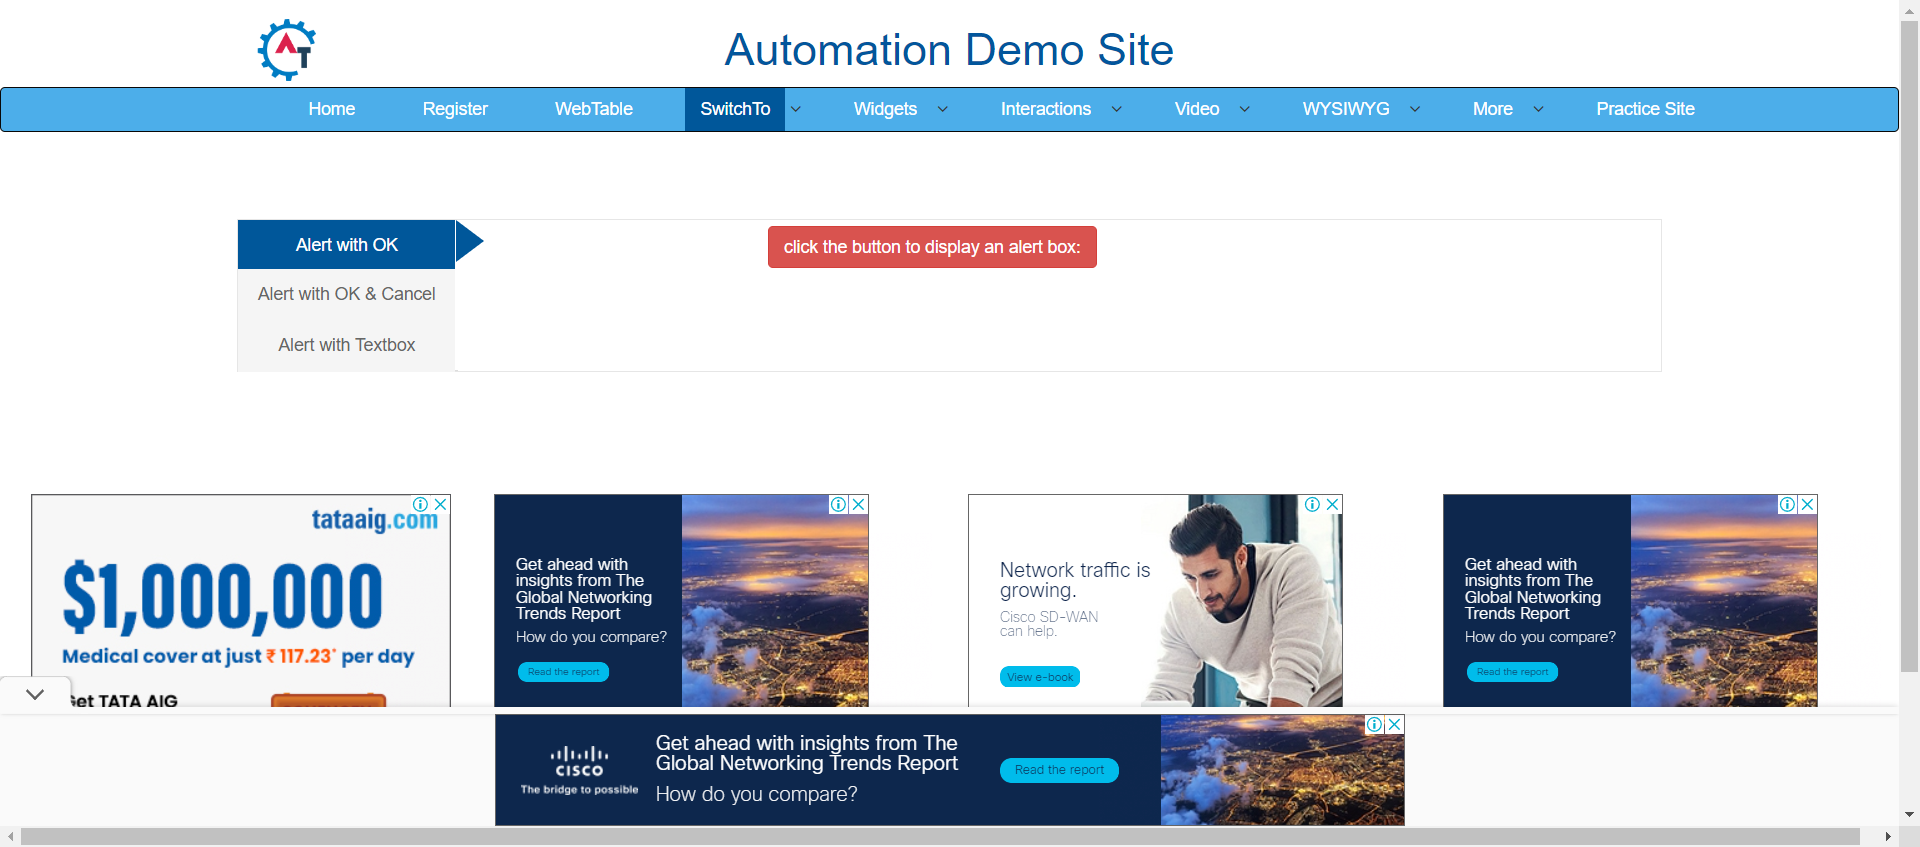 AT
Automation Demo Site
Home Register WebTable SwitchTo Widgets Interactions Video WYSIWYG More Practice Site
Alert with OK
click the button to display an alert box:
Alert with OK & Cancel
Alert with Textbox
tataaig.com
$1,000,000
Medical cover at just ₹ 117.23* per day
Get TATA AIG
Get ahead with
insights from The
Global Networking
Trends Report
How do you compare?
Read the report
Network traffic is
growing.
Cisco SD-WAN
can help.
View e-book
Get ahead with
insights from The
Global Networking
Trends Report
How do you compare?
Read the report
CISCO
The bridge to possible
Get ahead with insights from The
Global Networking Trends Report
How do you compare?
Read the report